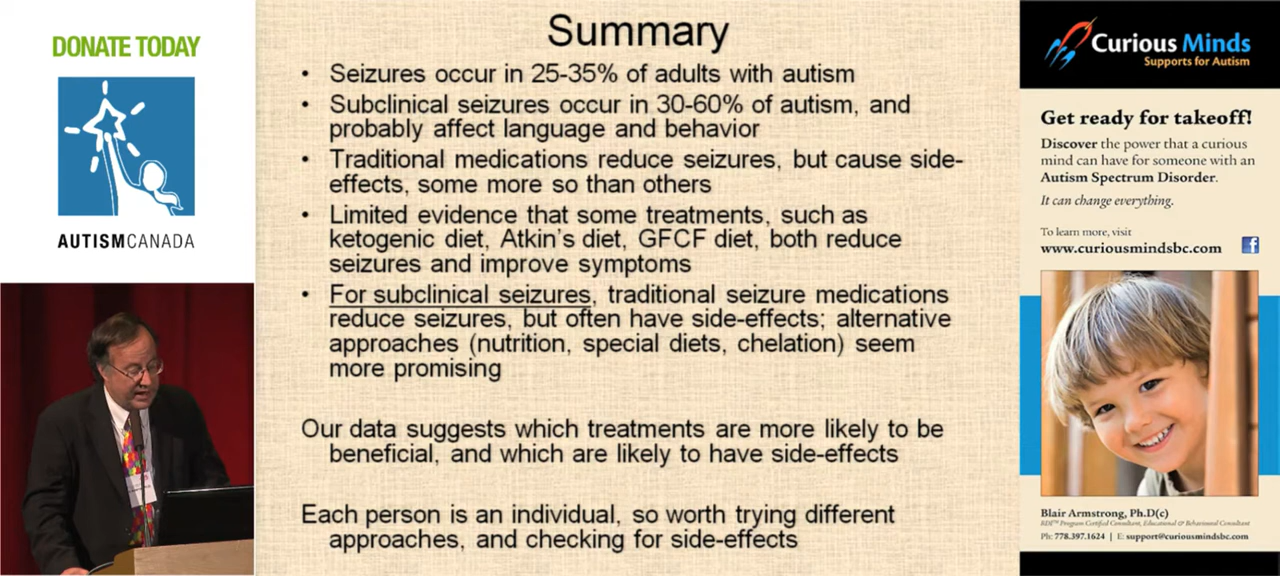 DONATE TODAY
AUTISMCANADA
Summary
• Seizures occur in 25-35% of adults with autism
• Subclinical seizures occur in 30-60% of autism, and
probably affect language and behavior
• Traditional medications reduce seizures, but cause side-
effects, some more so than others
• Limited evidence that some treatments, such as
ketogenic diet, Atkin's diet, GFCF diet, both reduce
seizures and improve symptoms
• For subclinical seizures, traditional seizure medications
reduce seizures, but often have side-effects; alternative
approaches (nutrition, special diets, chelation) seem
more promising
Our data suggests which treatments are more likely to be
beneficial, and which are likely to have side-effects
Each person is an individual, so worth trying different
approaches, and checking for side-effects
Curious Minds
Supports for Autism
Get ready for takeoff!
Discover the power that a curious
mind can have for someone with an
Autism Spectrum Disorder.
It can change everything.
To learn more, visit
www.curiousmindsbc.com
f
Blair Armstrong, Ph.D(c)
RDI™ Program Certified Consultant, Educational & Behavioural Consultant
Ph: 778.397.1624 | E: support@curiousmindsbc.com